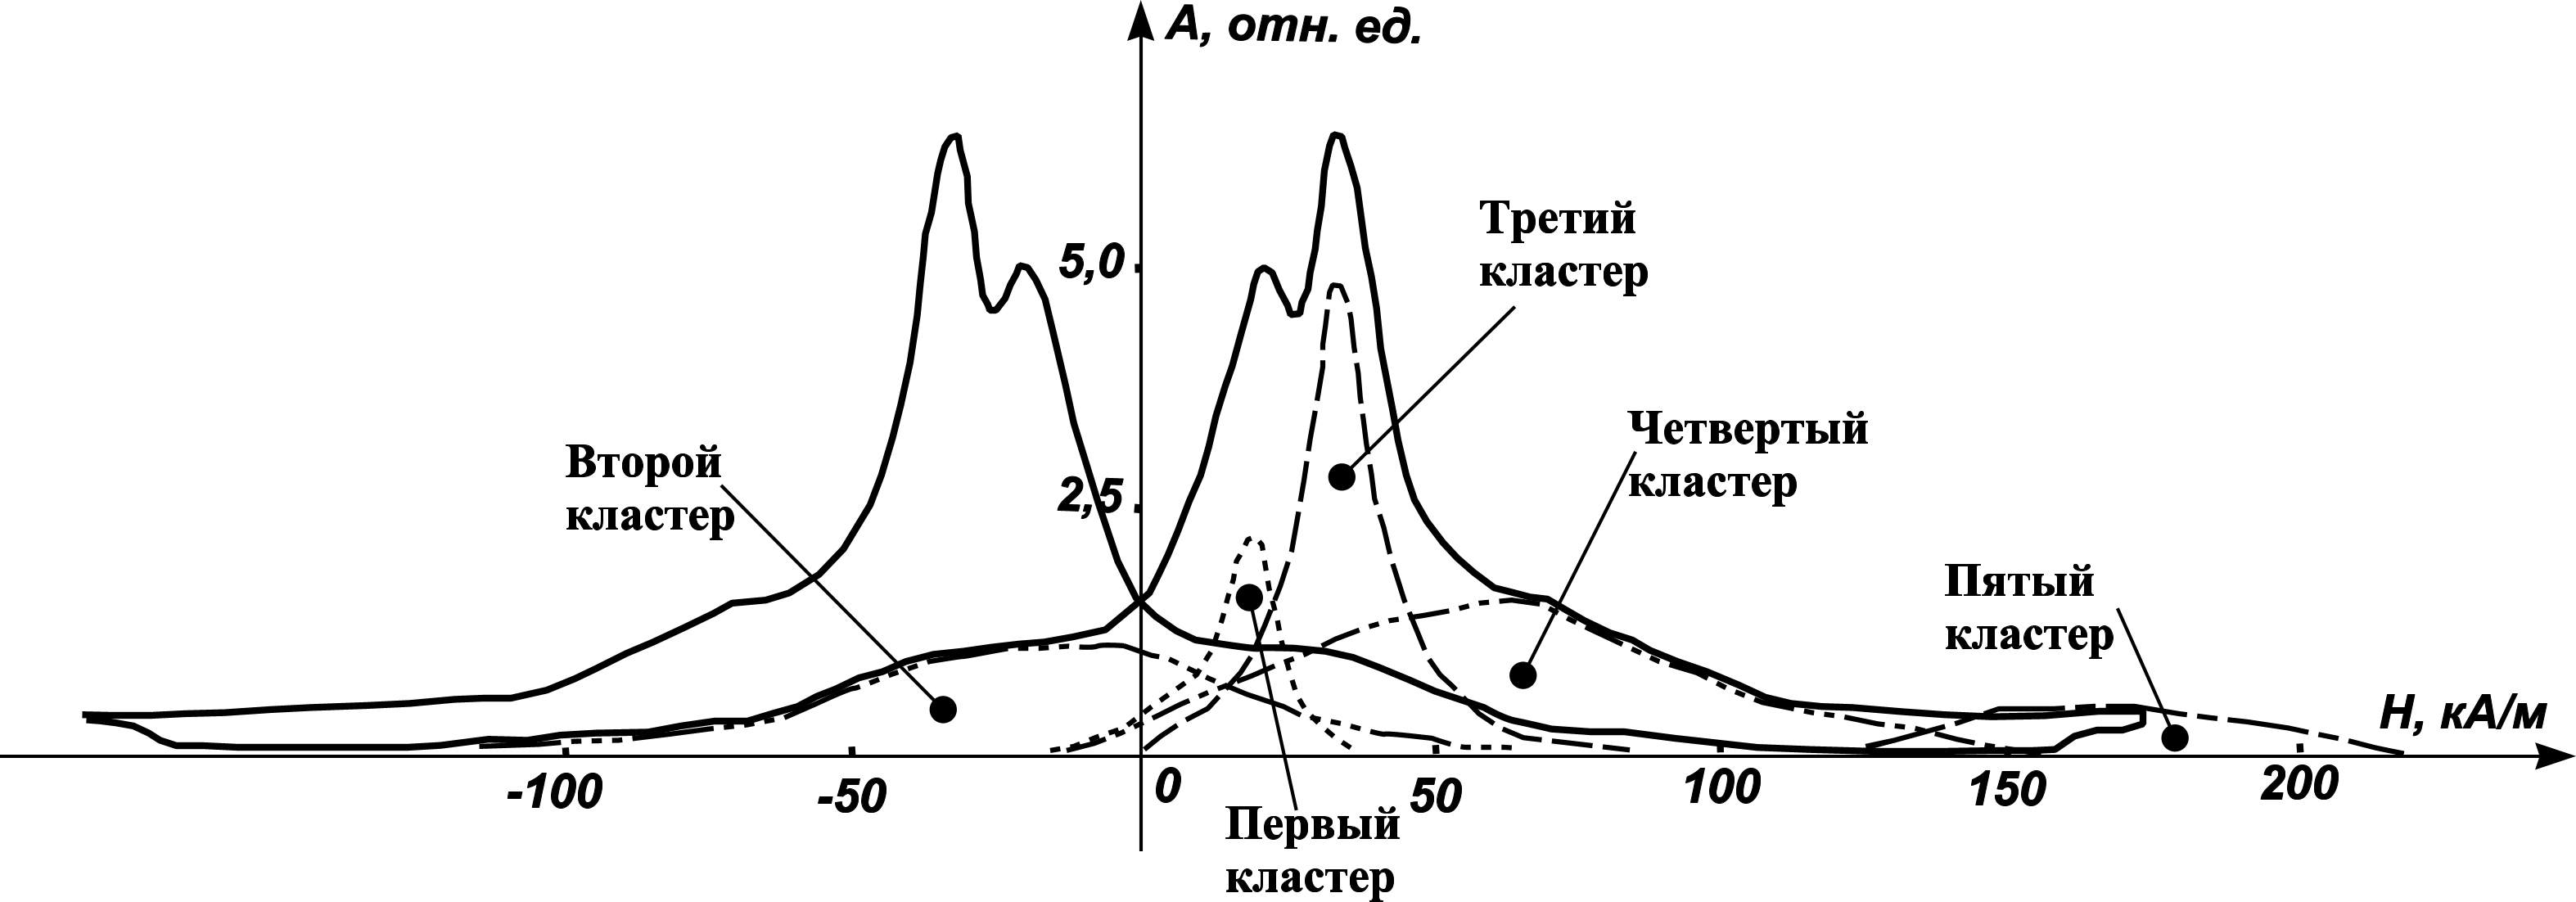 A, отн. ед.
Третий
кластер
5,0
Четвертый
кластер
Второй
кластер
2,5
Пятый
кластер
H, кА/м
-100
-50
0
50
100
150
200
Первый
кластер